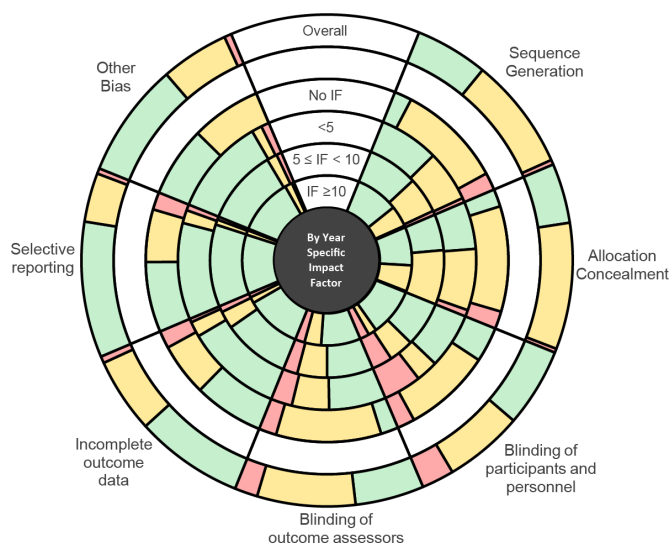 Overall
Sequence
Generation
Other
Bias
No IF
<5
5 ≤ IF < 10
IF ≥10
By Year
Specific
Impact
Factor
Selective
reporting
Allocation
Concealment
Incomplete
outcome
data
Blinding of
participants and
personnel
Blinding of
outcome assessors